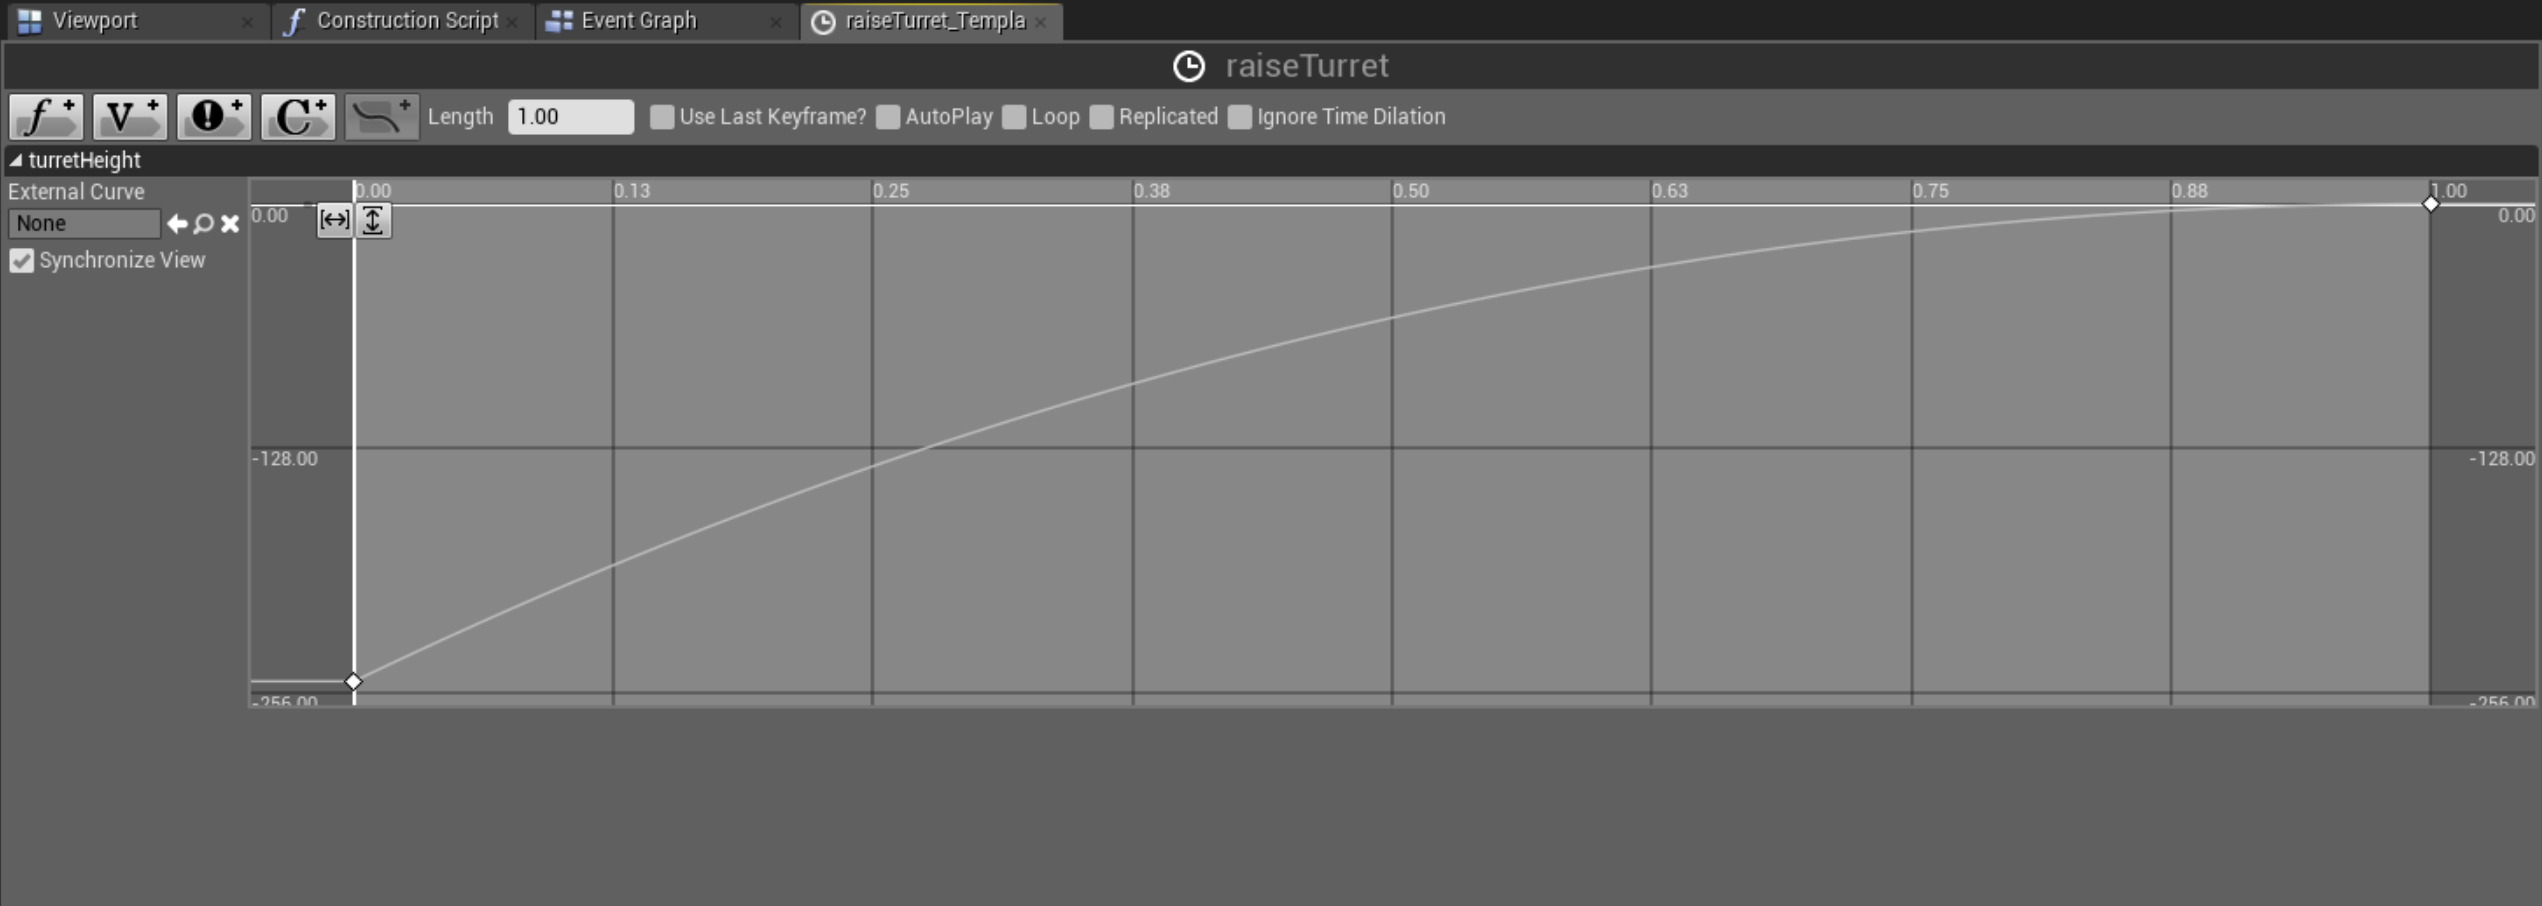 Viewport
Construction Script
Event Graph
raiseTurret_Templa
raiseTurret
f V C Length 1.00 Use Last Keyframe? AutoPlay Loop Replicated Ignore Time Dilation
turretHeight
External Curve
None
Synchronize View
0.00 0.13 0.25 0.38 0.50 0.63 0.75 0.88 1.00
0.00 0.00
-128.00 -128.00
-256.00 -256.00